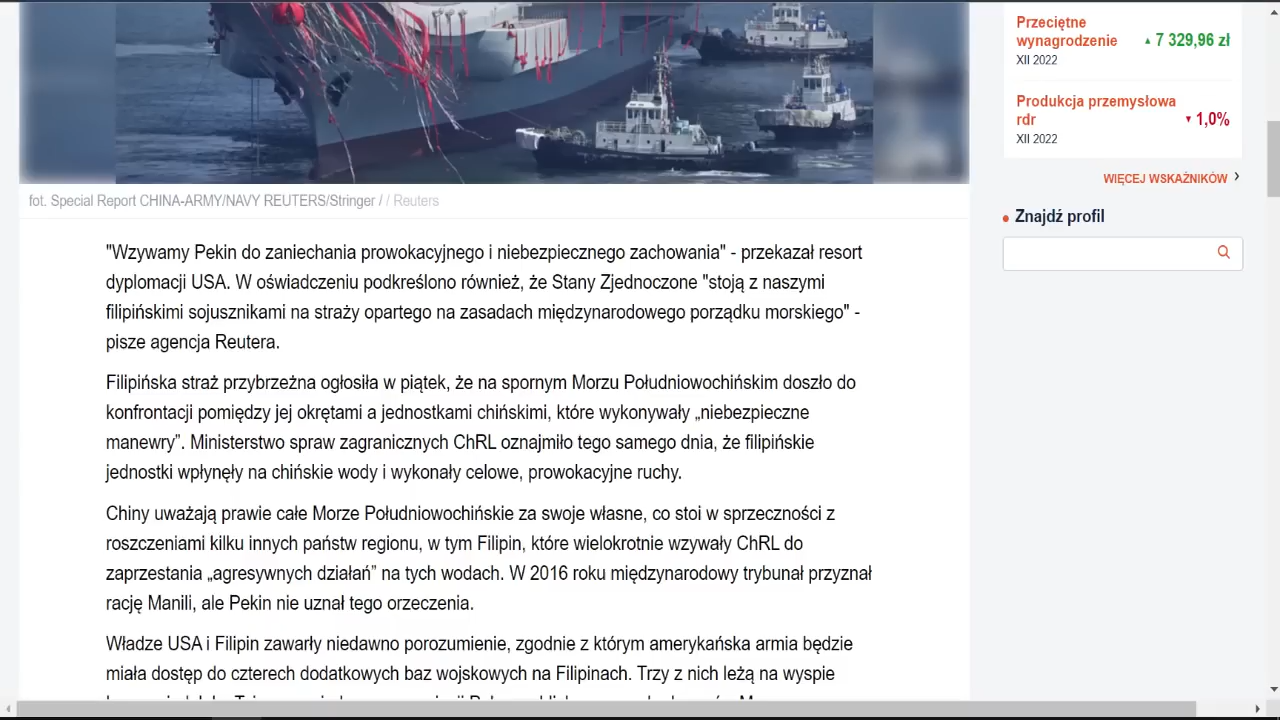 fot. Special Report CHINA-ARMY/NAVY REUTERS/Stringer / / Reuters
"Wzywamy Pekin do zaniechania prowokacyjnego i niebezpiecznego zachowania" - przekazał resort
dyplomacji USA. W oświadczeniu podkreślono również, że Stany Zjednoczone "stoją z naszymi
filipińskimi sojusznikami na straży opartego na zasadach międzynarodowego porządku morskiego" -
pisze agencja Reutera.
Filipińska straż przybrzeżna ogłosiła w piątek, że na spornym Morzu Południowochińskim doszło do
konfrontacji pomiędzy jej okrętami a jednostkami chińskimi, które wykonywały „niebezpieczne
manewry”. Ministerstwo spraw zagranicznych ChRL oznajmiło tego samego dnia, że filipińskie
jednostki wpłynęły na chińskie wody i wykonały celowe, prowokacyjne ruchy.
Chiny uważają prawie całe Morze Południowochińskie za swoje własne, co stoi w sprzeczności z
roszczeniami kilku innych państw regionu, w tym Filipin, które wielokrotnie wzywały ChRL do
zaprzestania „agresywnych działań” na tych wodach. W 2016 roku międzynarodowy trybunał przyznał
rację Manili, ale Pekin nie uznał tego orzeczenia.
Władze USA i Filipin zawarły niedawno porozumienie, zgodnie z którym amerykańska armia będzie
miała dostęp do czterech dodatkowych baz wojskowych na Filipinach. Trzy z nich leżą na wyspie
Przeciętne
wynagrodzenie ▲ 7 329,96 zł
XII 2022
Produkcja przemysłowa
rdr ▼ 1,0%
XII 2022
WIĘCEJ WSKAŹNIKÓW
Znajdź profil